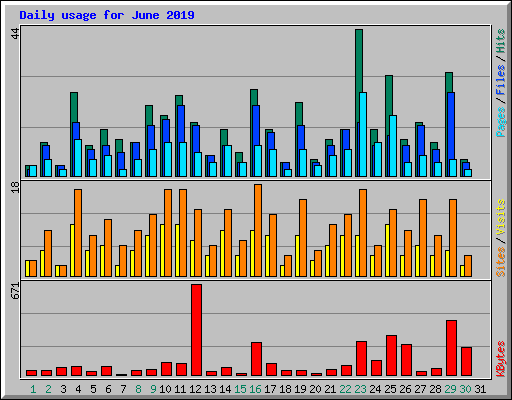 Daily usage for June 2019
44
Pages / Files / Hits
18
Sites / Visits
671
KBytes
1 2 3 4 5 6 7 8 9 10 11 12 13 14 15 16 17 18 19 20 21 22 23 24 25 26 27 28 29 30 31